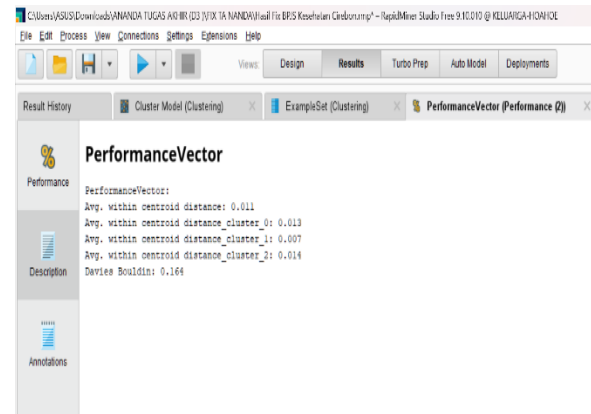 C:\Users\ASUS\Downloads\ANANDA TUGAS AKHIR (D3 )\FIX TA NANDA\Hasil Fix BPJS Kesehatan Cirebon.rmp* – RapidMiner Studio Free 9.10.010 @ KELUARGA-HOAHOE
File Edit Process View Connections Settings Extensions Help
Views: Design Results Turbo Prep Auto Model Deployments
Result History Cluster Model (Clustering) ExampleSet (Clustering) PerformanceVector (Performance (2))
%
Performance
Description
Annotations
PerformanceVector
PerformanceVector:
Avg. within centroid distance: 0.011
Avg. within centroid distance_cluster_0: 0.013
Avg. within centroid distance_cluster_1: 0.007
Avg. within centroid distance_cluster_2: 0.014
Davies Bouldin: 0.164